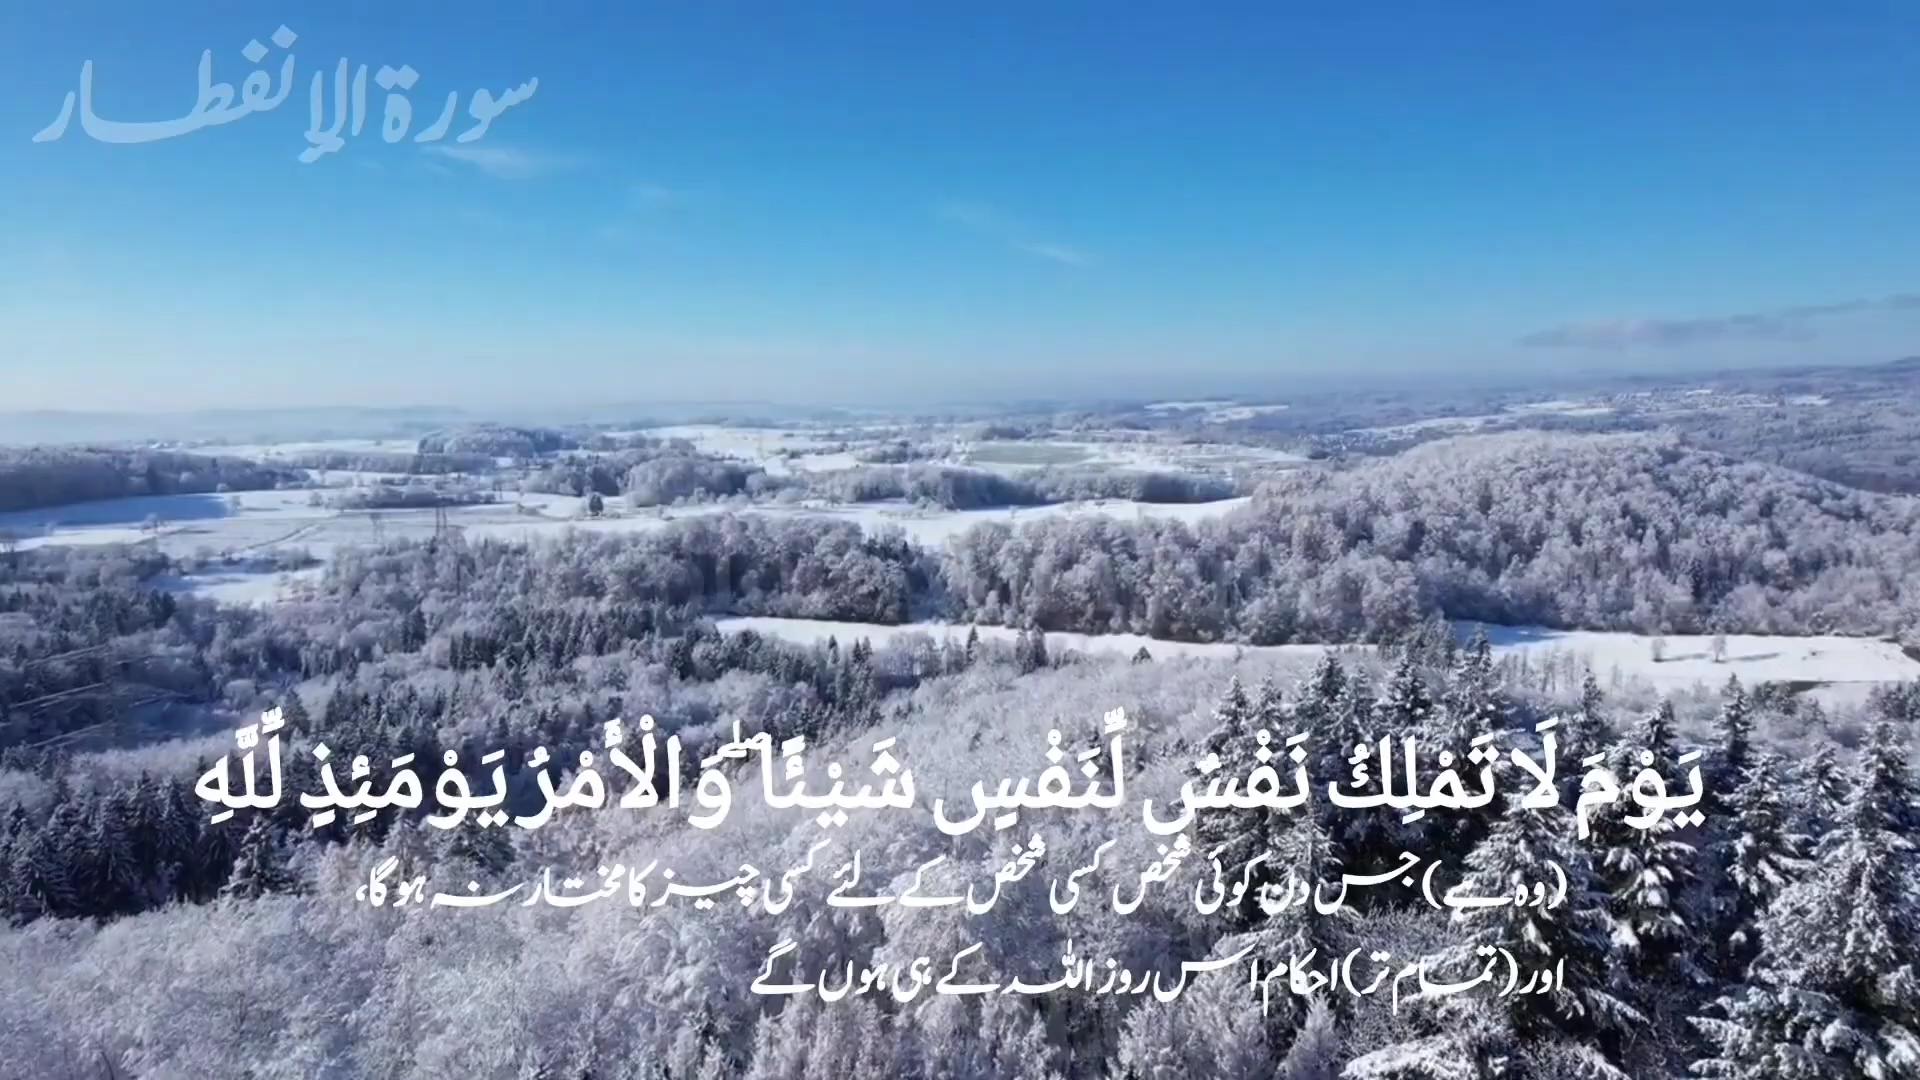 سورة الإنفطار
يَوْمَ لَا تَمْلِكُ نَفْسٌ لِّنَفْسٍ شَيْئًا ۖ وَالْأَمْرُ يَوْمَئِذٍ لِّلَّهِ
(وہ ہے) جس دن کوئی شخص کسی شخص کے لئے کسی چیز کا مختار نہ ہوگا،
اور (تمام تر) احکام اس روز اللہ کے ہی ہوں گے